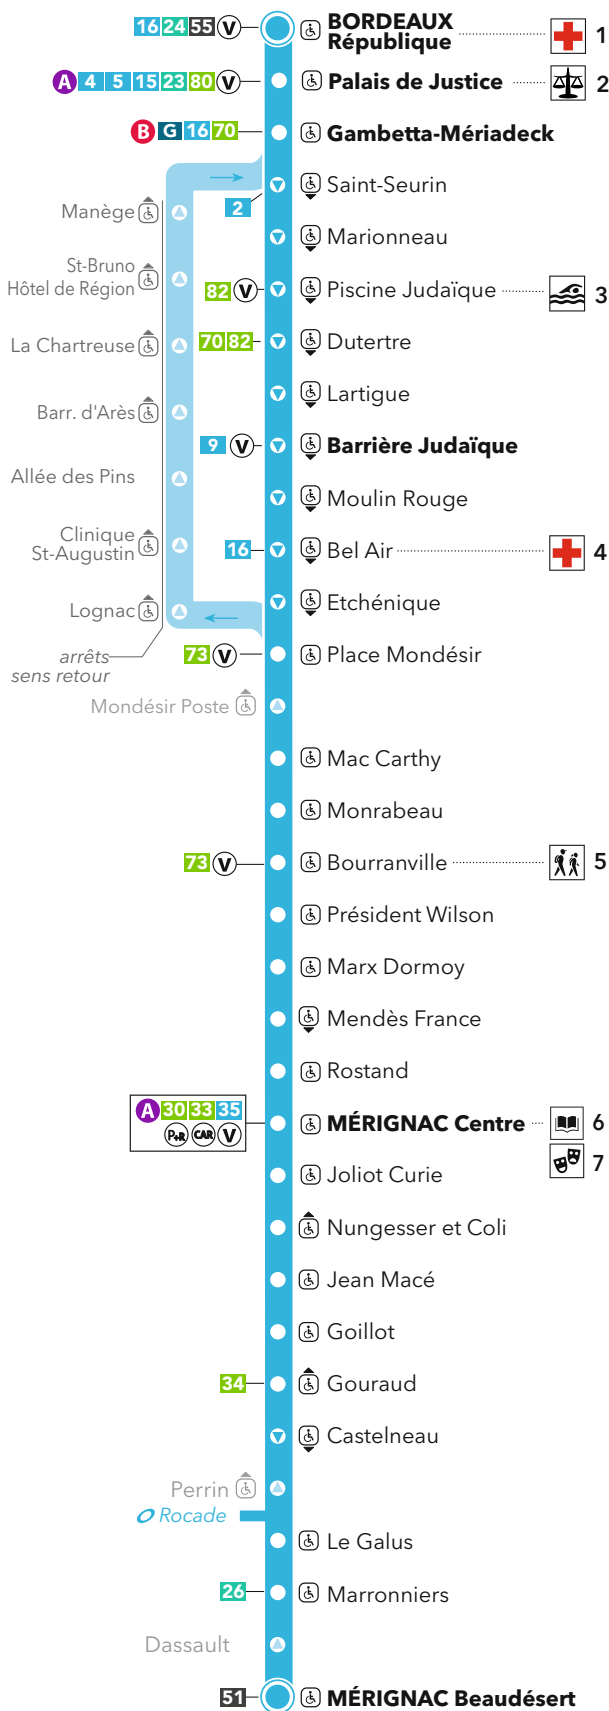 16 24 55 V BORDEAUX 1
République
A 4 5 15 23 80 V Palais de Justice 2
B G 16 70 Gambetta-Mériadeck
Saint-Seurin
2
Manège
Marionneau
St-Bruno
Hôtel de Région
82 V Piscine Judaïque 3
La Chartreuse
70 82 Dutertre
Lartigue
Barr. d'Arès
9 V Barrière Judaïque
Allée des Pins
Moulin Rouge
Clinique
St-Augustin
16 Bel Air 4
Lognac
Etchénique
arrêts
sens retour
73 V Place Mondésir
Mondésir Poste
Mac Carthy
Monrabeau
73 V Bourranville 5
Président Wilson
Marx Dormoy
Mendès France
Rostand
A 30 33 35
P+R CAR V
MÉRIGNAC Centre 6
7
Joliot Curie
Nungesser et Coli
Jean Macé
Goillot
34 Gouraud
Castelneau
Perrin
Rocade
Le Galus
26 Marronniers
Dassault
51 MÉRIGNAC Beaudésert